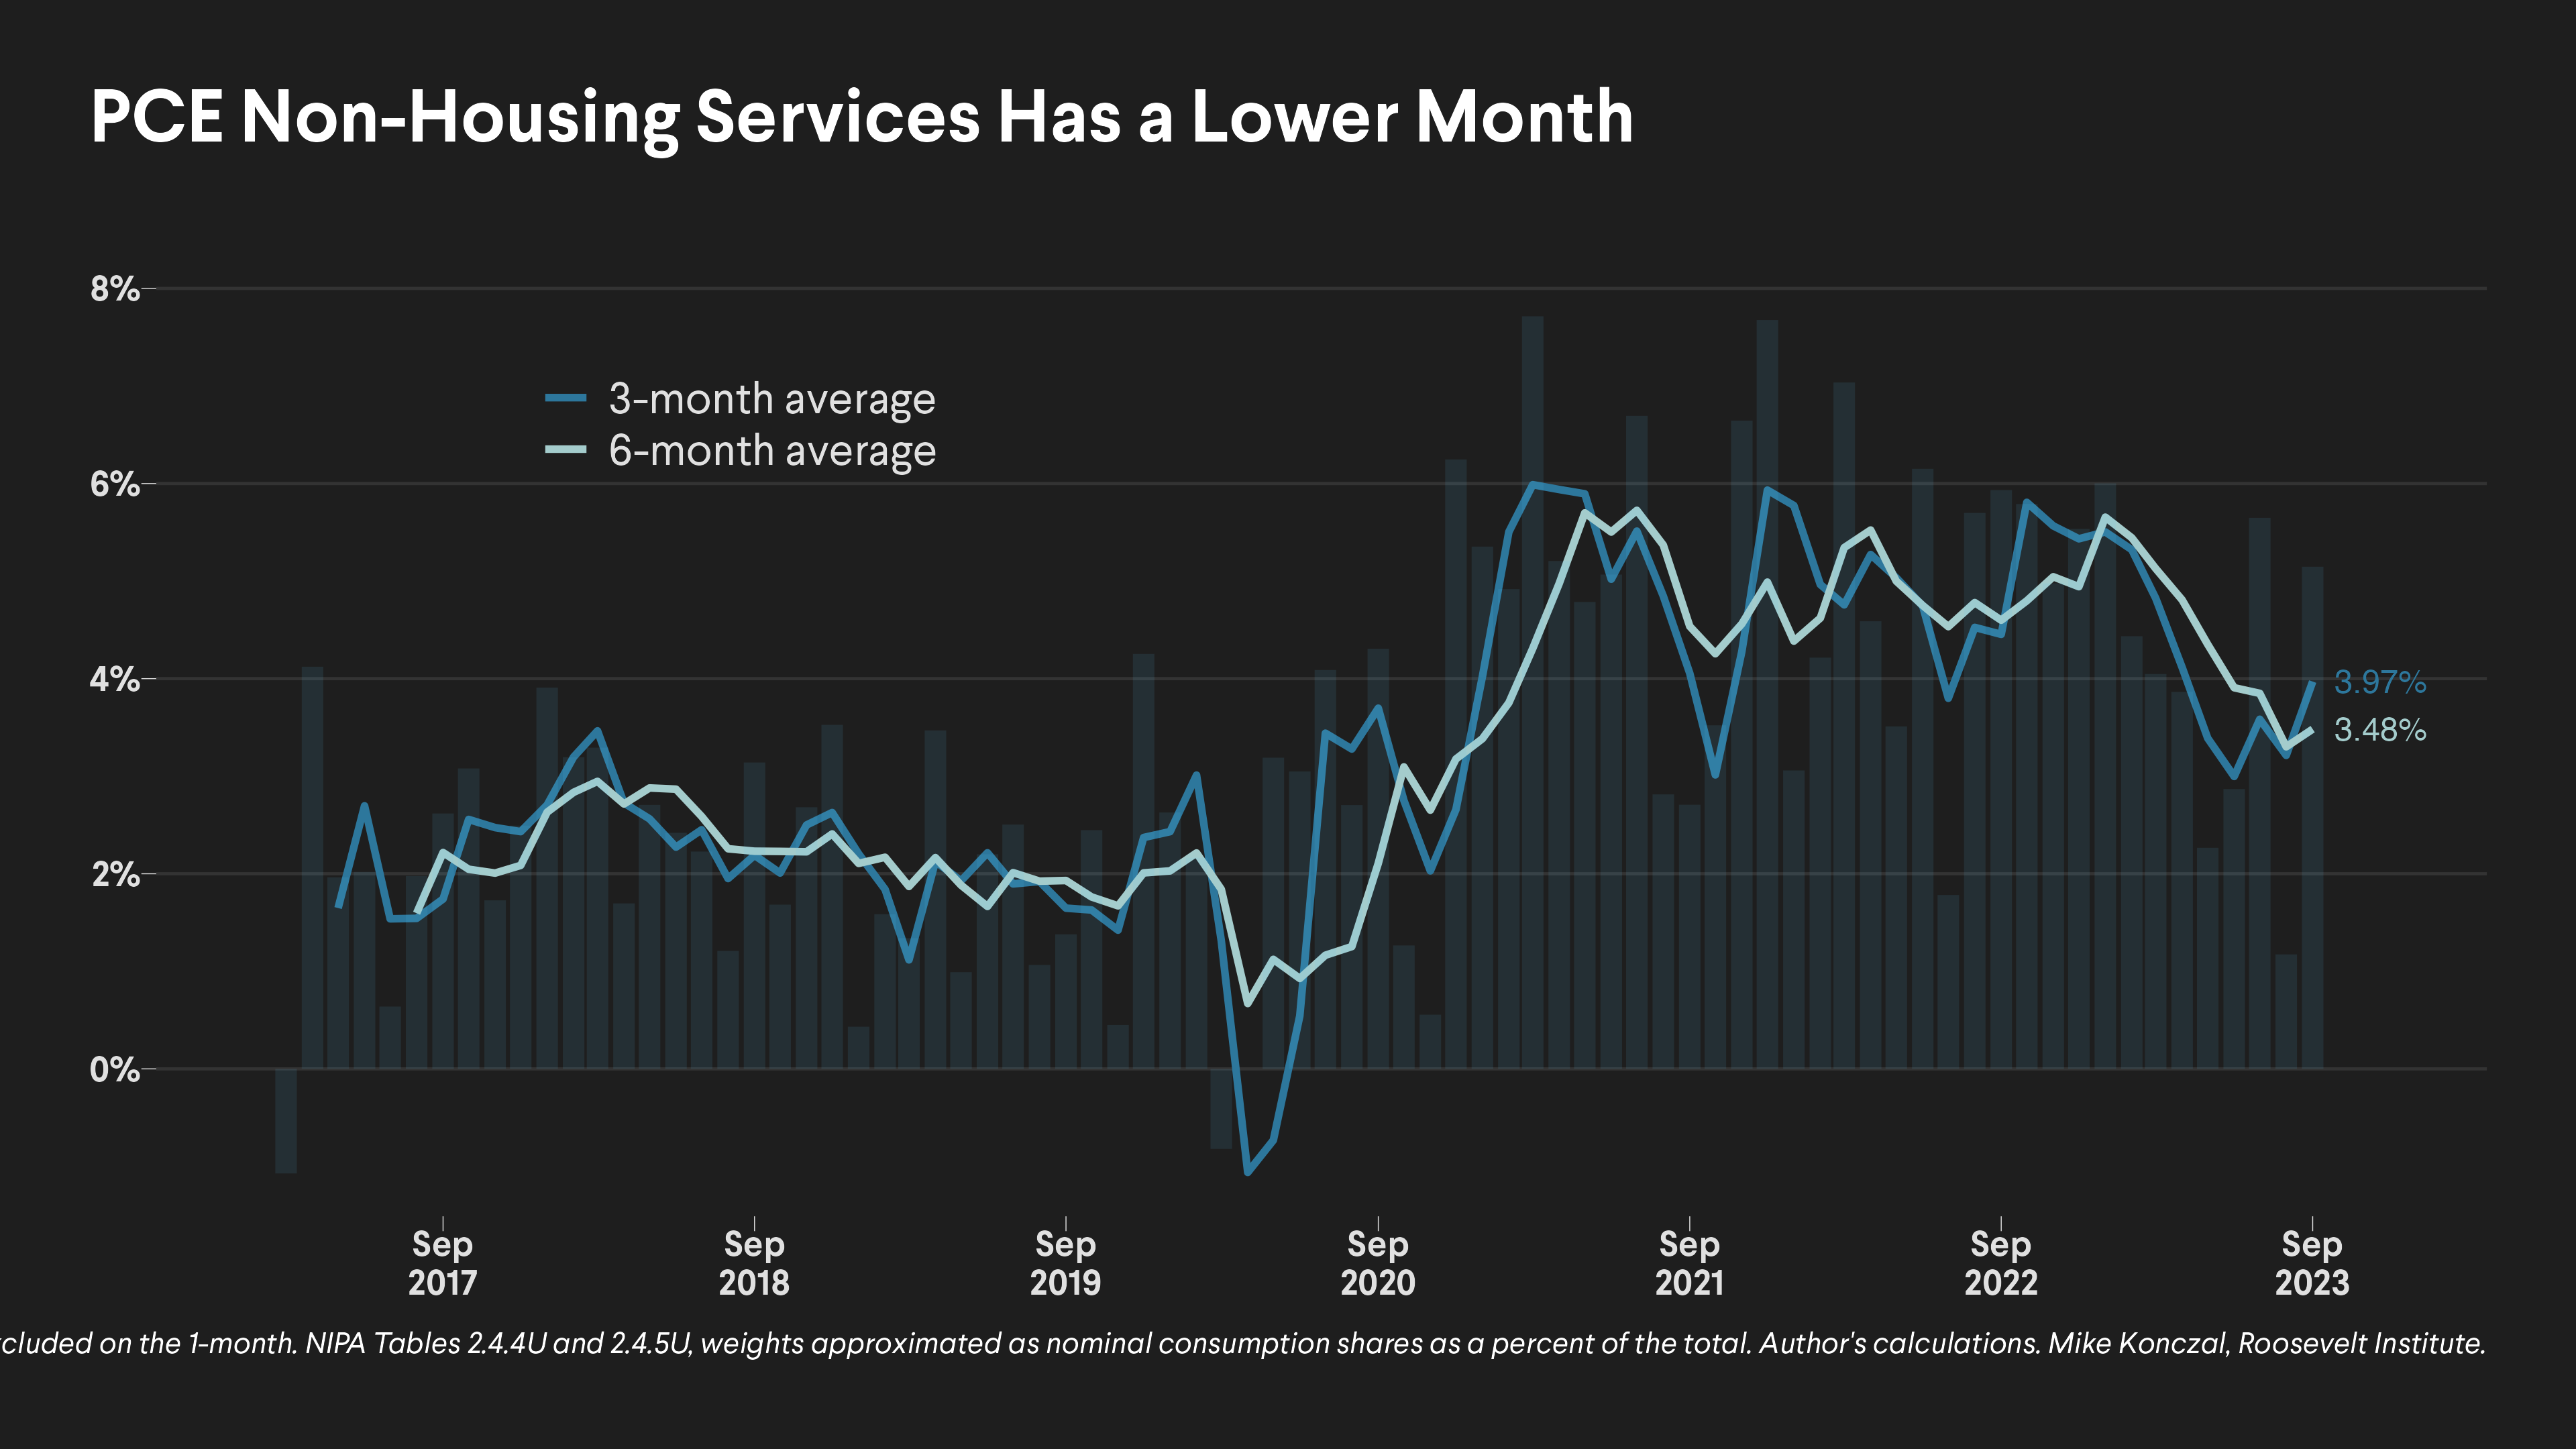 PCE Non-Housing Services Has a Lower Month
8%
3-month average
6-month average
6%
4%
3.97%
3.48%
2%
0%
Sep
2017
Sep
2018
Sep
2019
Sep
2020
Sep
2021
Sep
2022
Sep
2023
on the 1-month. NIPA Tables 2.4.4U and 2.4.5U, weights approximated as nominal consumption shares as a percent of the total. Author's calculations. Mike Konczal, Roosevelt Institute.